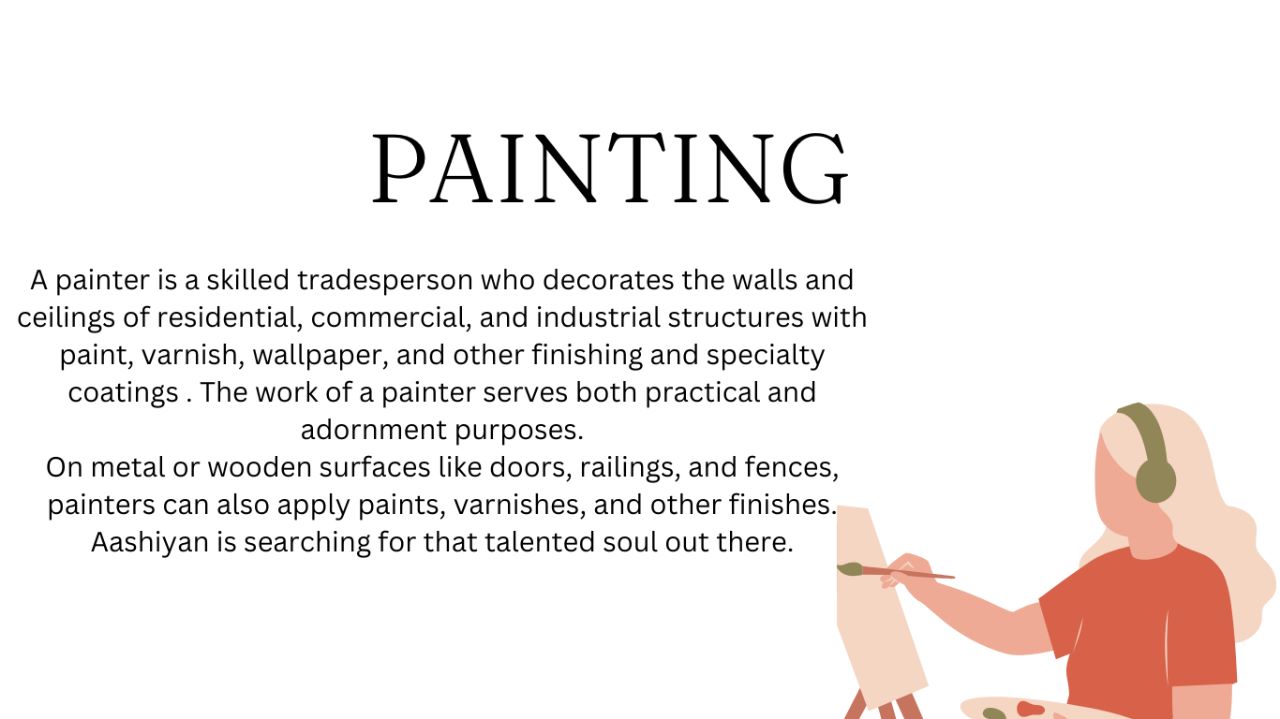 PAINTING
A painter is a skilled tradesperson who decorates the walls and
ceilings of residential, commercial, and industrial structures with
paint, varnish, wallpaper, and other finishing and specialty
coatings . The work of a painter serves both practical and
adornment purposes.
On metal or wooden surfaces like doors, railings, and fences,
painters can also apply paints, varnishes, and other finishes.
Aashiyan is searching for that talented soul out there.